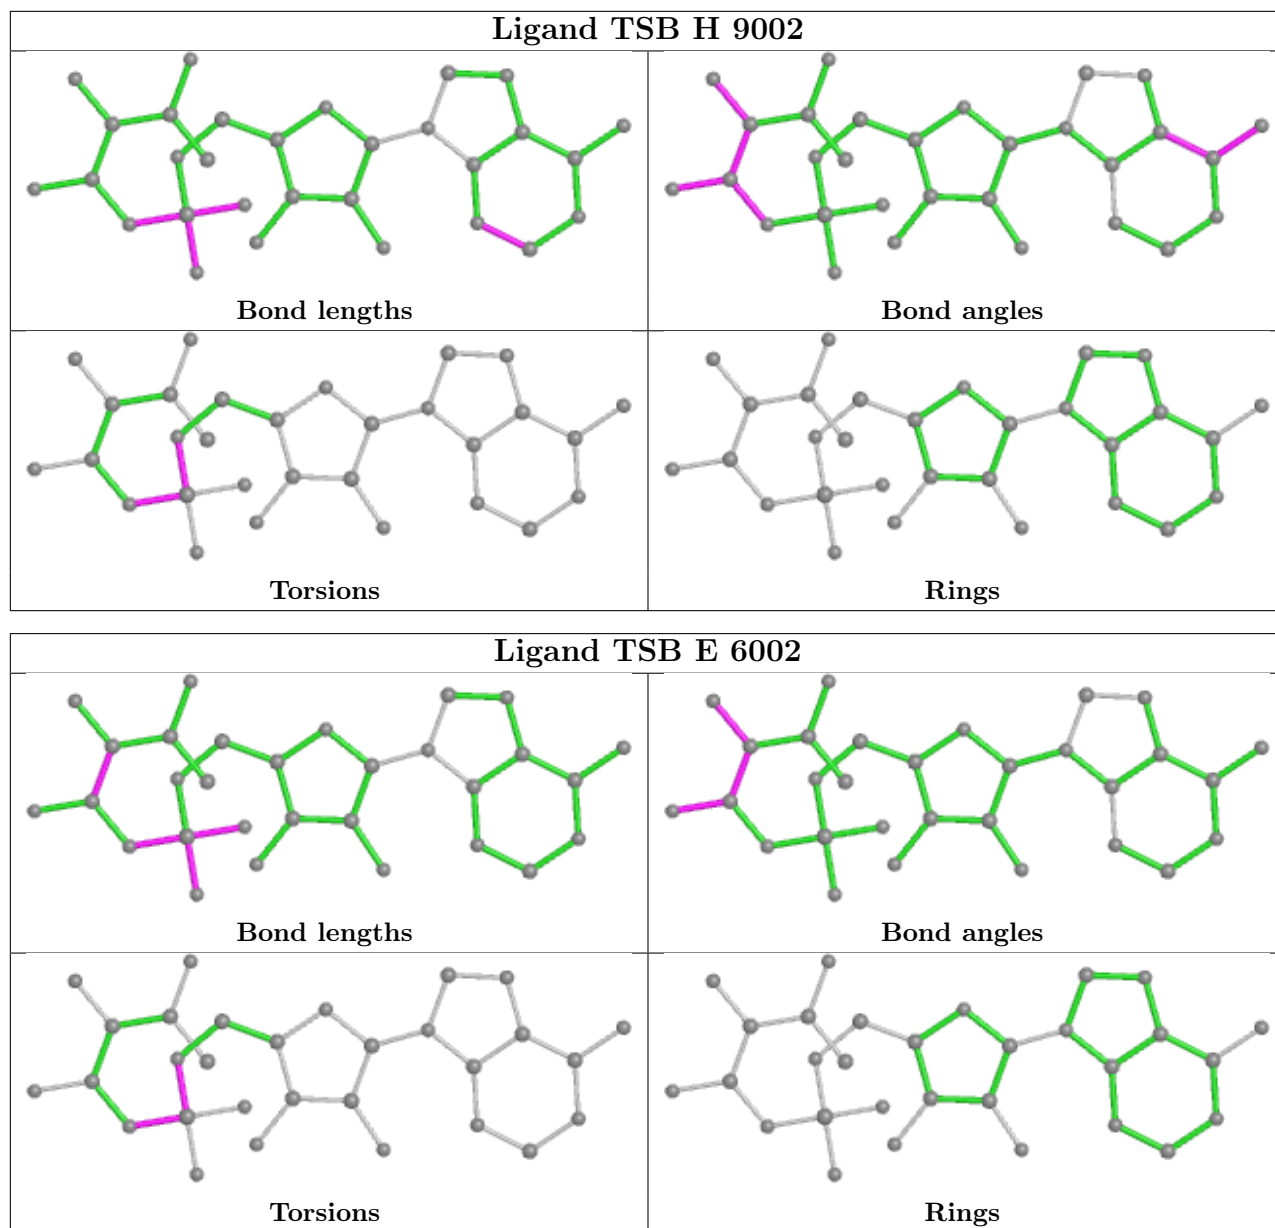 Ligand TSB H 9002
Bond lengths
Bond angles
Torsions
Rings
Ligand TSB E 6002
Bond lengths
Bond angles
Torsions
Rings